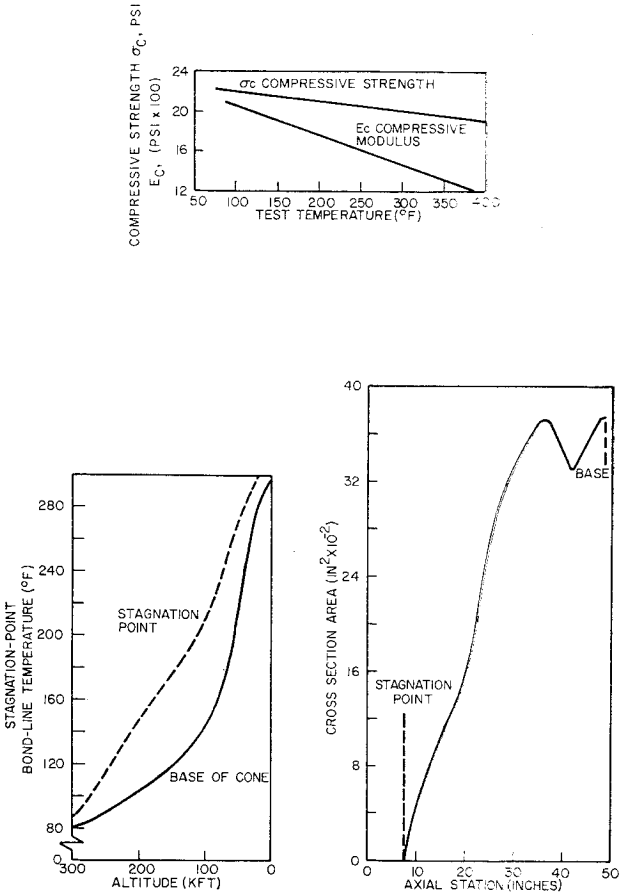 COMPRESSIVE STRENGTH σC, PSI
EC, (PSI x 100)
24
20
16
12
σc COMPRESSIVE STRENGTH
Ec COMPRESSIVE
MODULUS
50 100 150 200 250 300 350 400
TEST TEMPERATURE (°F)
STAGNATION-POINT
BOND-LINE TEMPERATURE (°F)
280
240
200
160
120
80
0
STAGNATION
POINT
BASE OF CONE
300 200 100 0
ALTITUDE (KFT)
CROSS SECTION AREA (IN²X10⁻²)
40
32
24
16
8
0
BASE
STAGNATION
POINT
0 10 20 30 40 50
AXIAL STATION (INCHES)